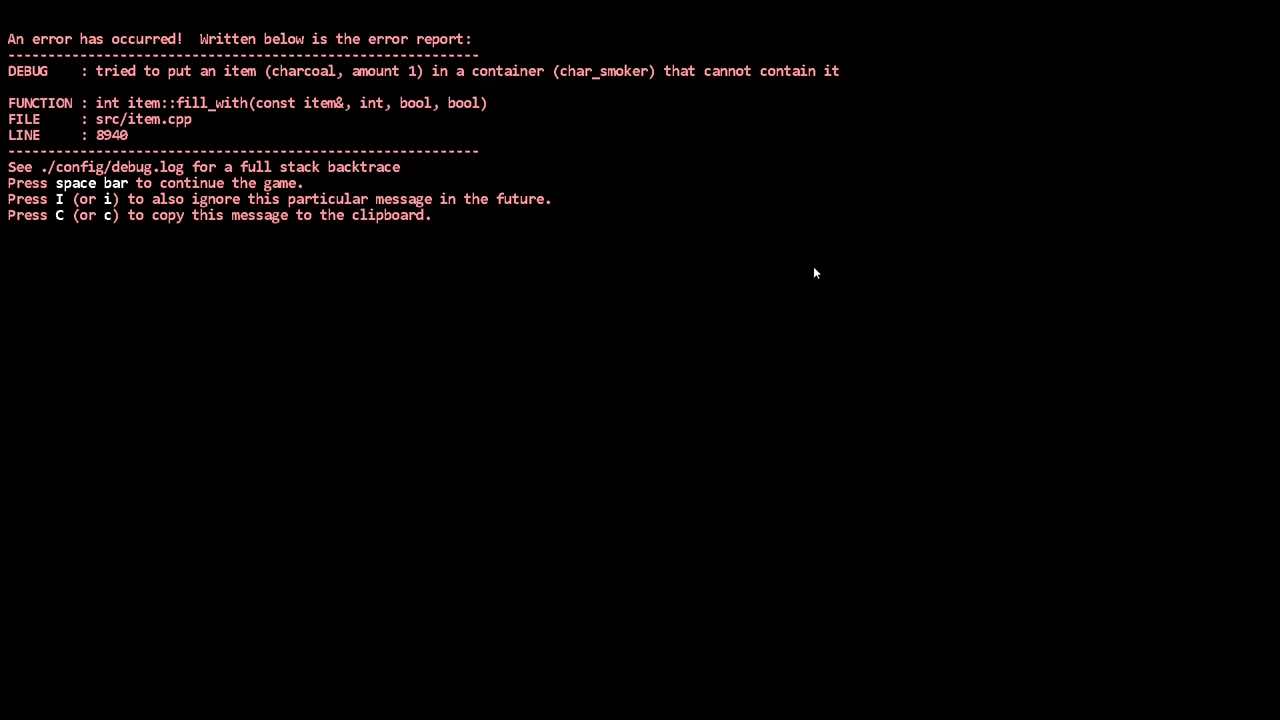 An error has occurred!  Written below is the error report:
-----------------------------------------------------------
DEBUG    : tried to put an item (charcoal, amount 1) in a container (char_smoker) that cannot contain it
FUNCTION : int item::fill_with(const item&, int, bool, bool)
FILE     : src/item.cpp
LINE     : 8940
-----------------------------------------------------------
See ./config/debug.log for a full stack backtrace
Press space bar to continue the game.
Press I (or i) to also ignore this particular message in the future.
Press C (or c) to copy this message to the clipboard.